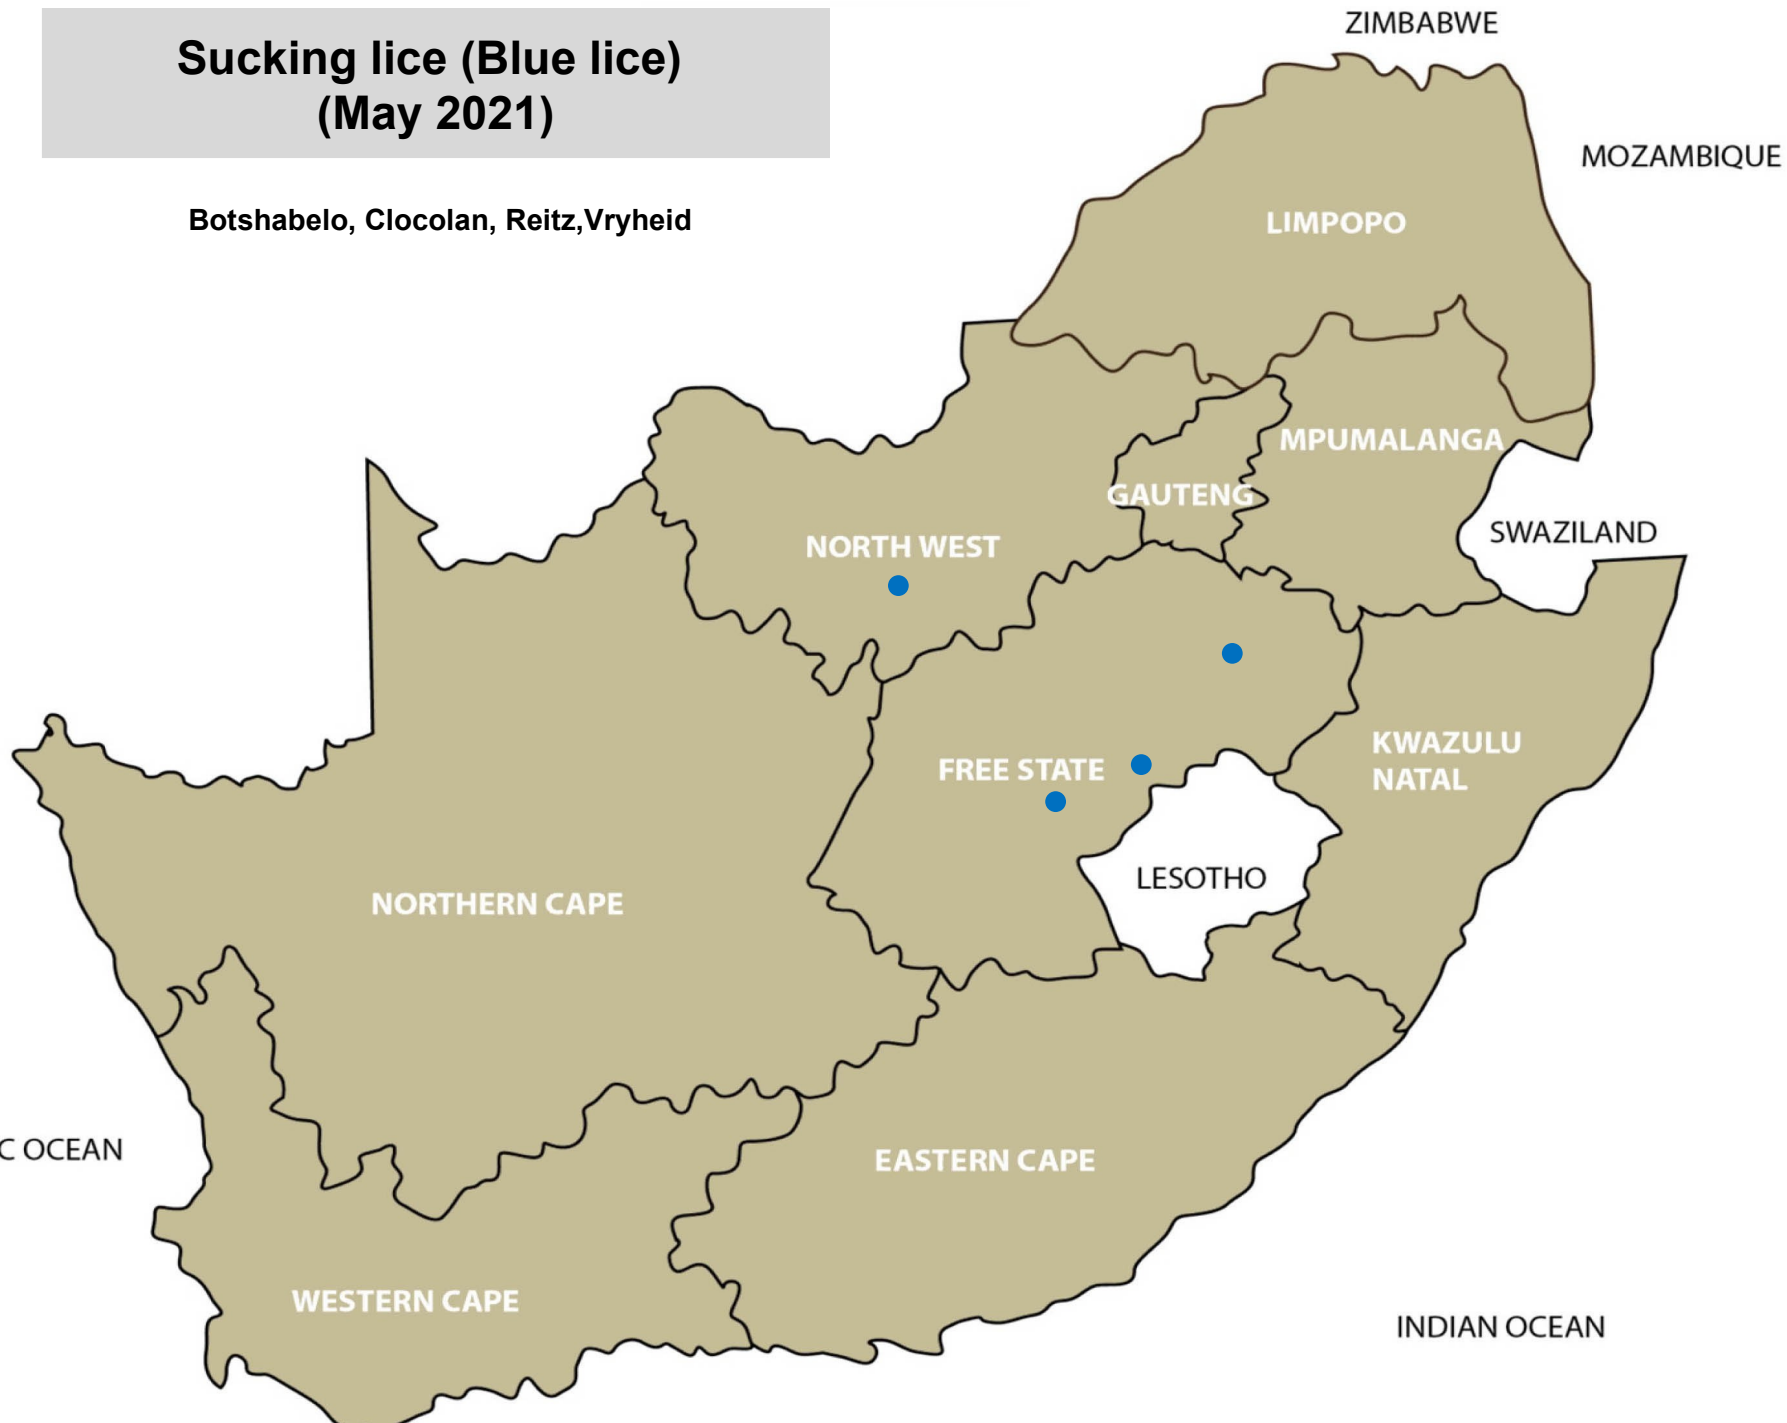 Sucking lice (Blue lice)
(May 2021)
Botshabelo, Clocolan, Reitz,Vryheid
ZIMBABWE
MOZAMBIQUE
LIMPOPO
MPUMALANGA
GAUTENG
SWAZILAND
NORTH WEST
KWAZULU
NATAL
FREE STATE
LESOTHO
NORTHERN CAPE
C OCEAN
EASTERN CAPE
WESTERN CAPE
INDIAN OCEAN